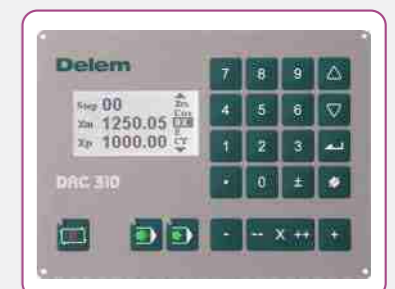 Delem
Step 00
Xm 1250.05
Xp 1000.00
DAC 310
7 8 9
4 5 6
1 2 3
• 0 ±
- -- X ++ +